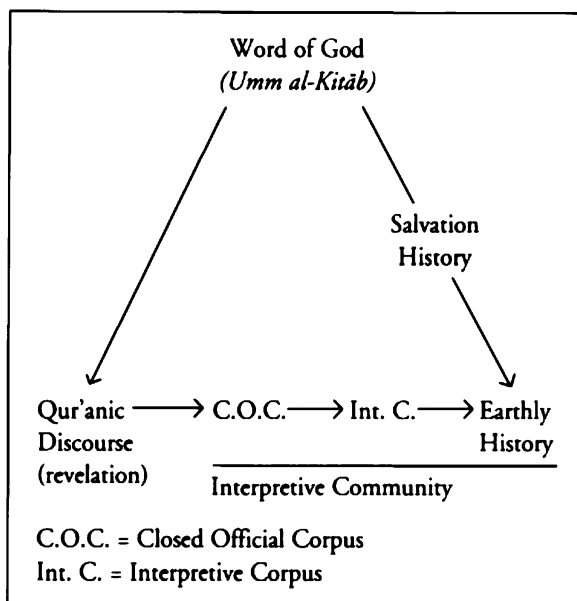 Word of God
(Umm al-Kitāb)
Salvation
History
Qur'anic
Discourse
(revelation)
C.O.C.
Int. C.
Earthly
History
Interpretive Community
C.O.C. = Closed Official Corpus
Int. C. = Interpretive Corpus